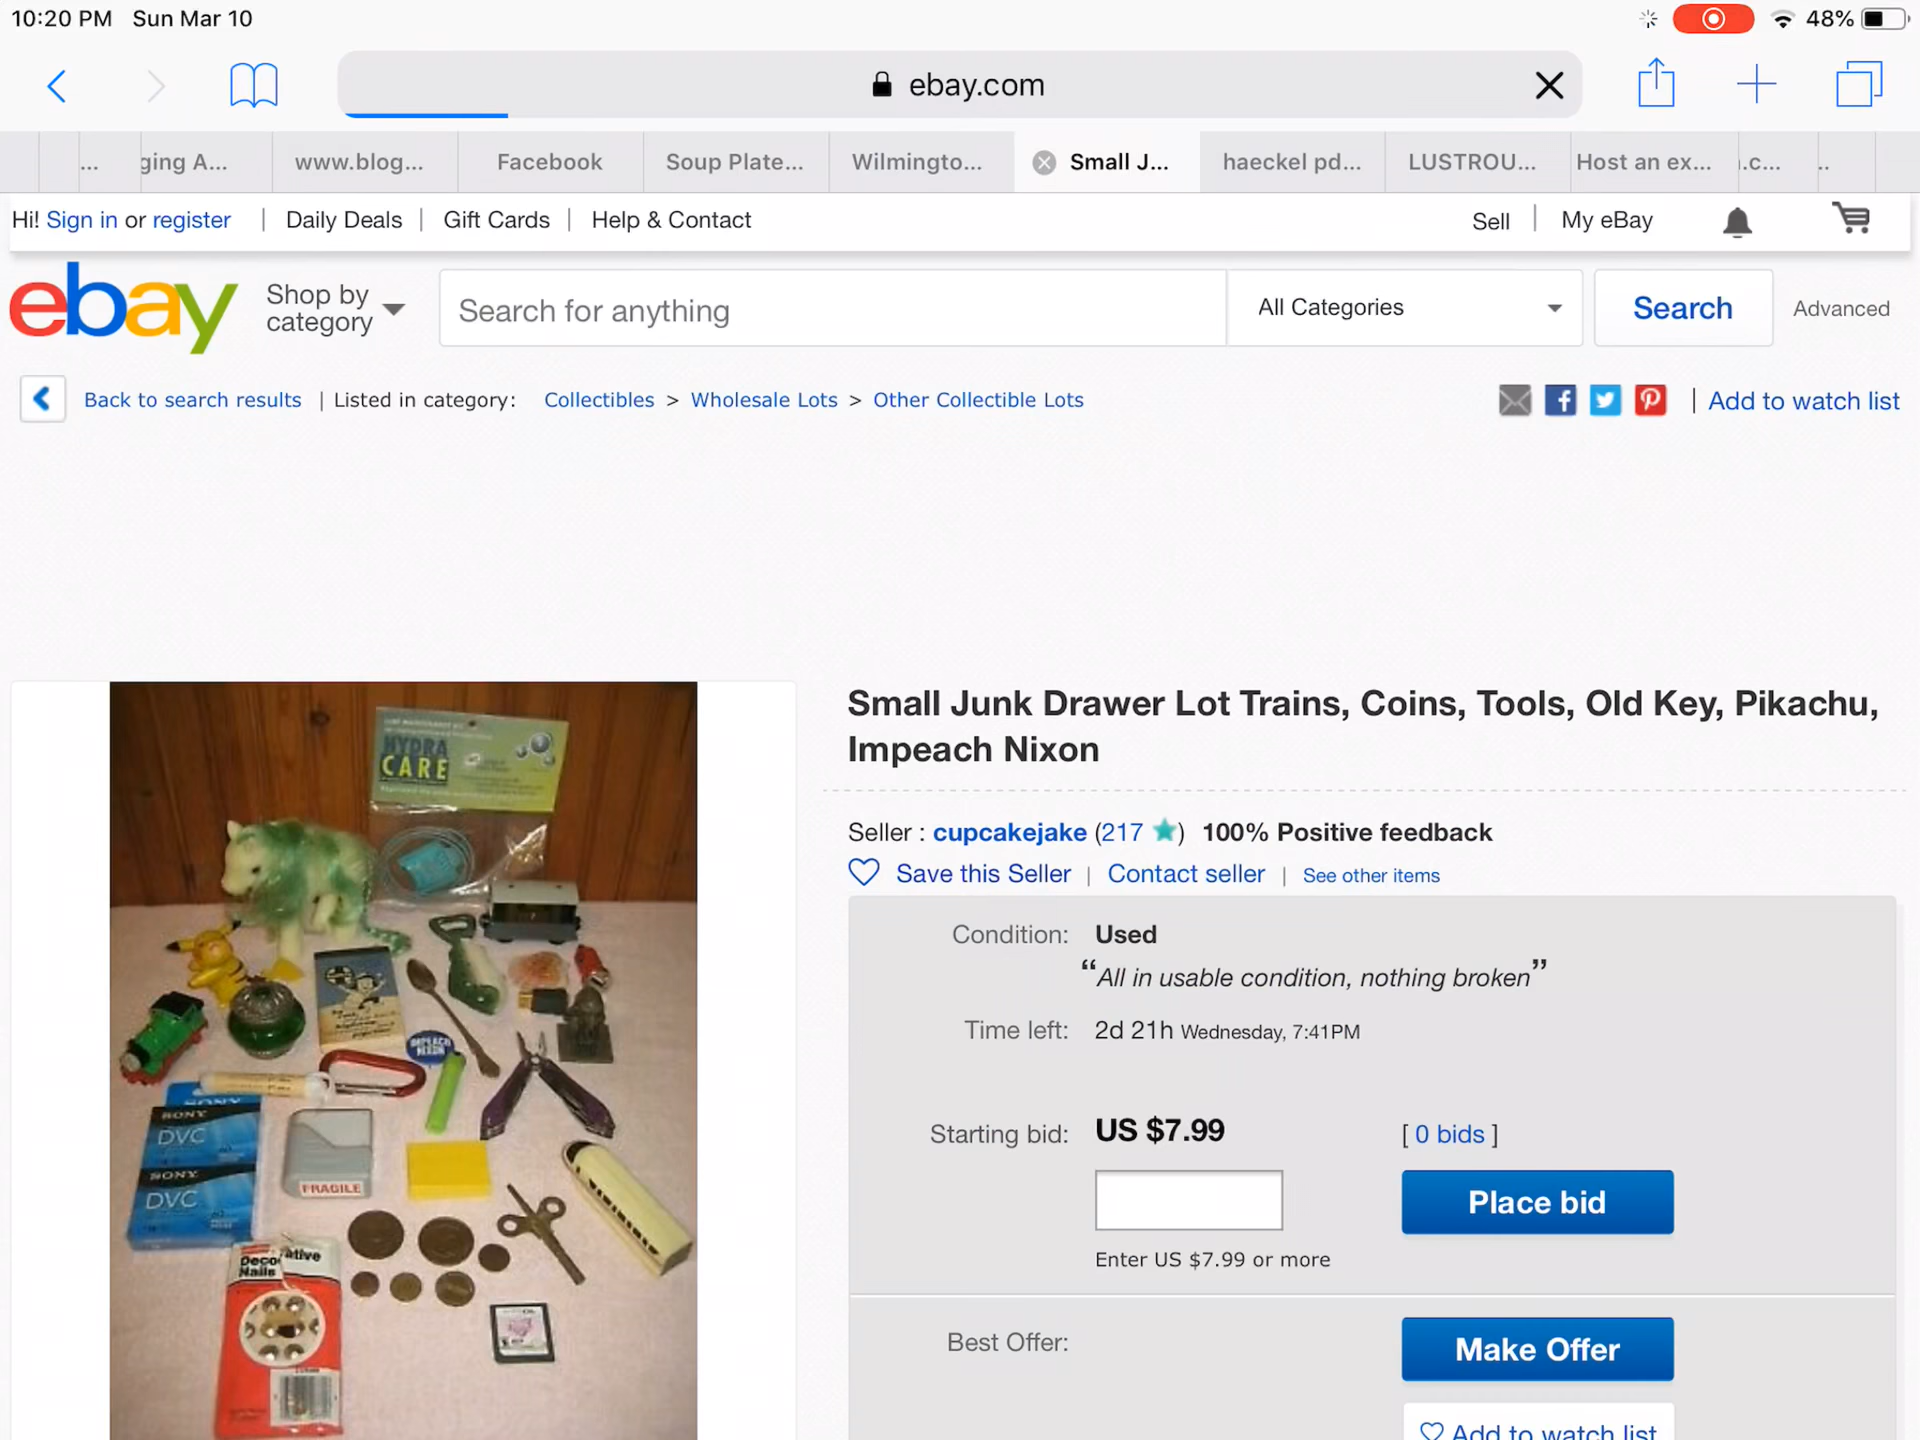 10:20 PM Sun Mar 10
48%
ebay.com
...
ging A...
www.blog...
Facebook
Soup Plate...
Wilmingto...
Small J...
haeckel pd...
LUSTROU...
Host an ex...
.c...
..
Hi! Sign in or register | Daily Deals | Gift Cards | Help & Contact
Sell | My eBay
ebay
Shop by
category
Search for anything
All Categories
Search
Advanced
Back to search results | Listed in category: Collectibles > Wholesale Lots > Other Collectible Lots
| Add to watch list
Small Junk Drawer Lot Trains, Coins, Tools, Old Key, Pikachu,
Impeach Nixon
Seller : cupcakejake (217 ) 100% Positive feedback
Save this Seller | Contact seller | See other items
Condition: Used
“All in usable condition, nothing broken”
Time left: 2d 21h Wednesday, 7:41PM
Starting bid: US $7.99 [ 0 bids ]
Place bid
Enter US $7.99 or more
Best Offer:
Make Offer
Add to watch list
HYDRA
CARE
IMPEACH
NIXON
SONY
SONY
DVC
SONY
DVC
FRAGILE
Nails